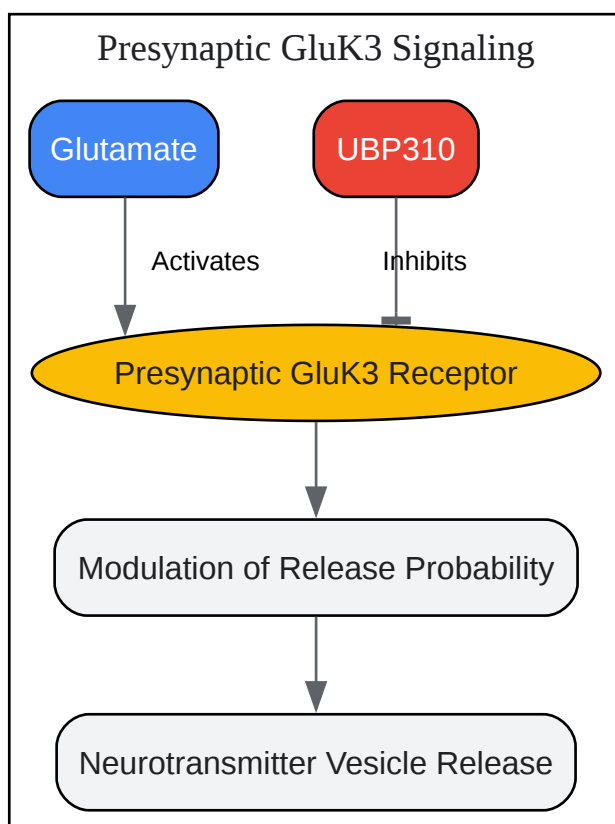 Presynaptic GluK3 Signaling
Glutamate
UBP310
Activates
Inhibits
Presynaptic GluK3 Receptor
Modulation of Release Probability
Neurotransmitter Vesicle Release